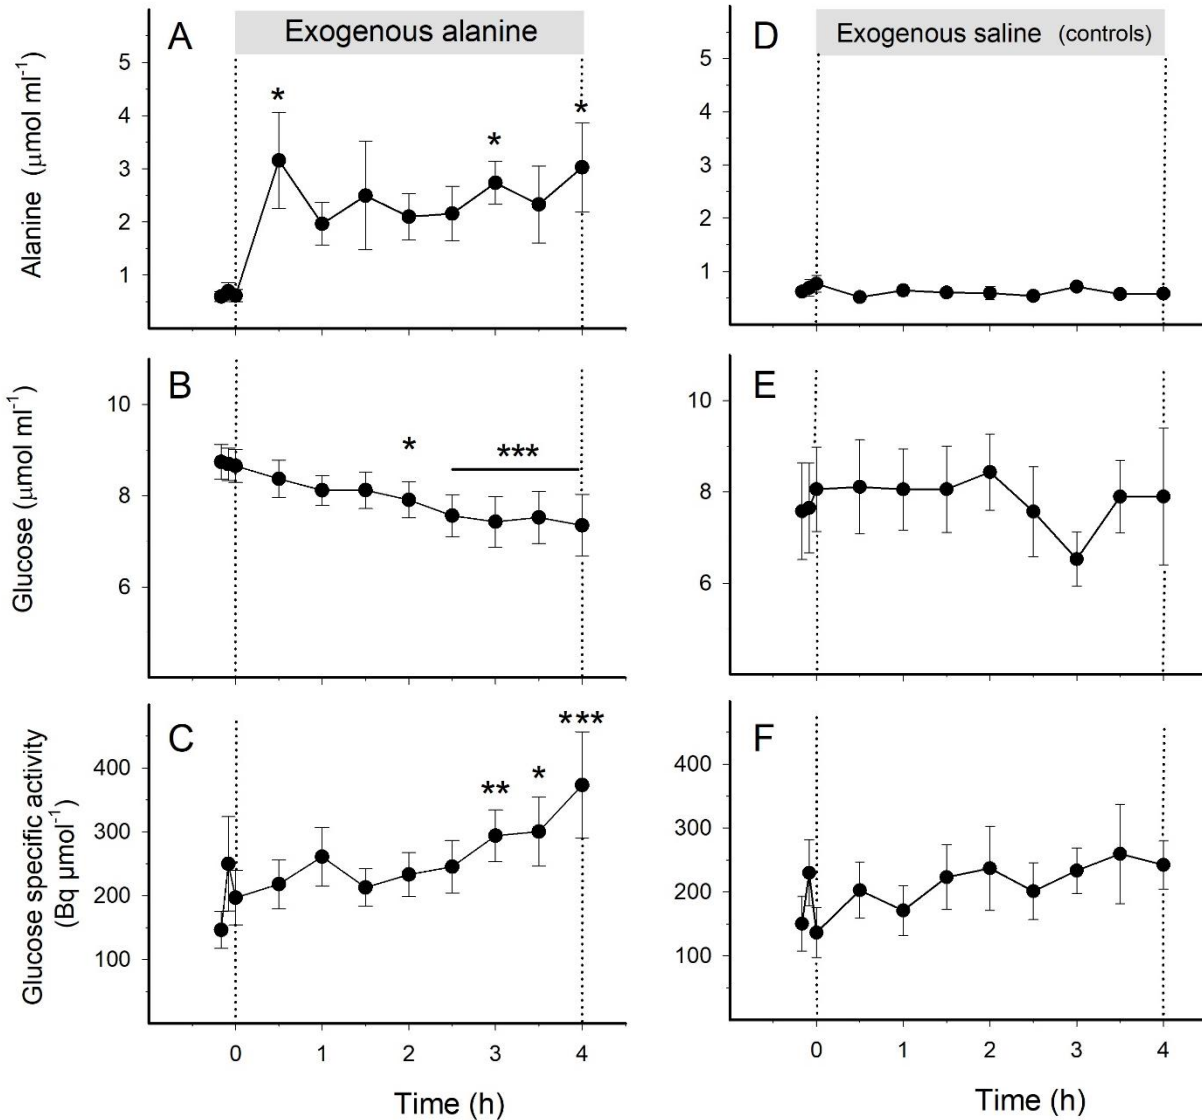 A
Exogenous alanine
*
*
*
5
4
3
2
1
Alanine (μmol ml⁻¹)
D
Exogenous saline (controls)
5
4
3
2
1
B
*
***
10
8
6
Glucose (μmol ml⁻¹)
E
10
8
6
C
**
*
***
400
300
200
100
Glucose specific activity
(Bq μmol⁻¹)
0 1 2 3 4
Time (h)
F
400
300
200
100
0 1 2 3 4
Time (h)